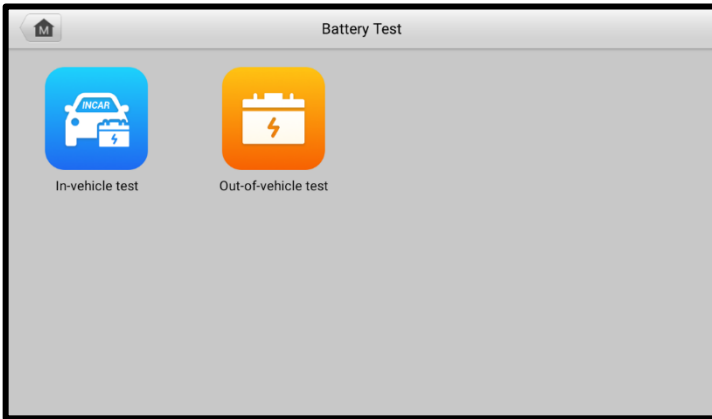 M
Battery Test
INCAR
In-vehicle test
Out-of-vehicle test